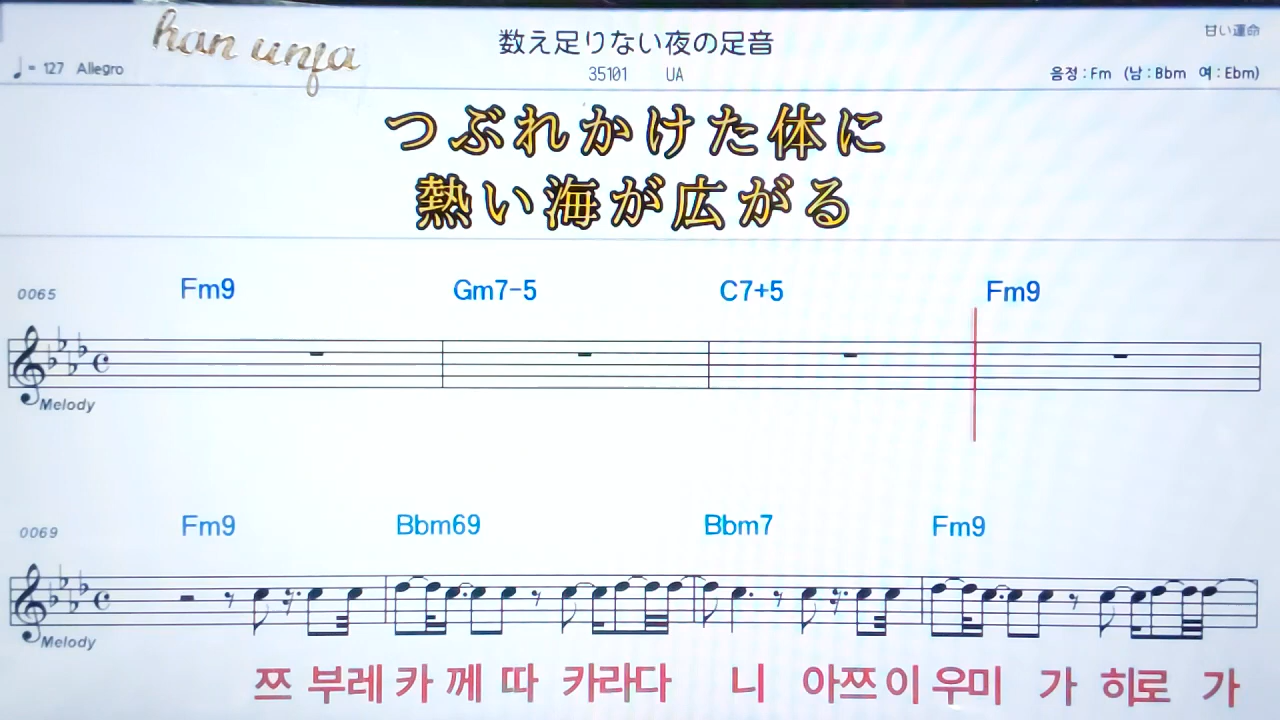 han unfa
数え足りない夜の足音
甘い運命
♩= 127 Allegro
35101 UA
음정 : Fm (남 : Bbm 여 : Ebm)
つぶれかけた体に
熱い海が広がる
0065 Fm9 Gm7-5 C7+5 Fm9
Melody
0069 Fm9 Bbm69 Bbm7 Fm9
Melody
쯔 부레 카 께 따 카라다 니 아쯔이 우미 가 히로 가